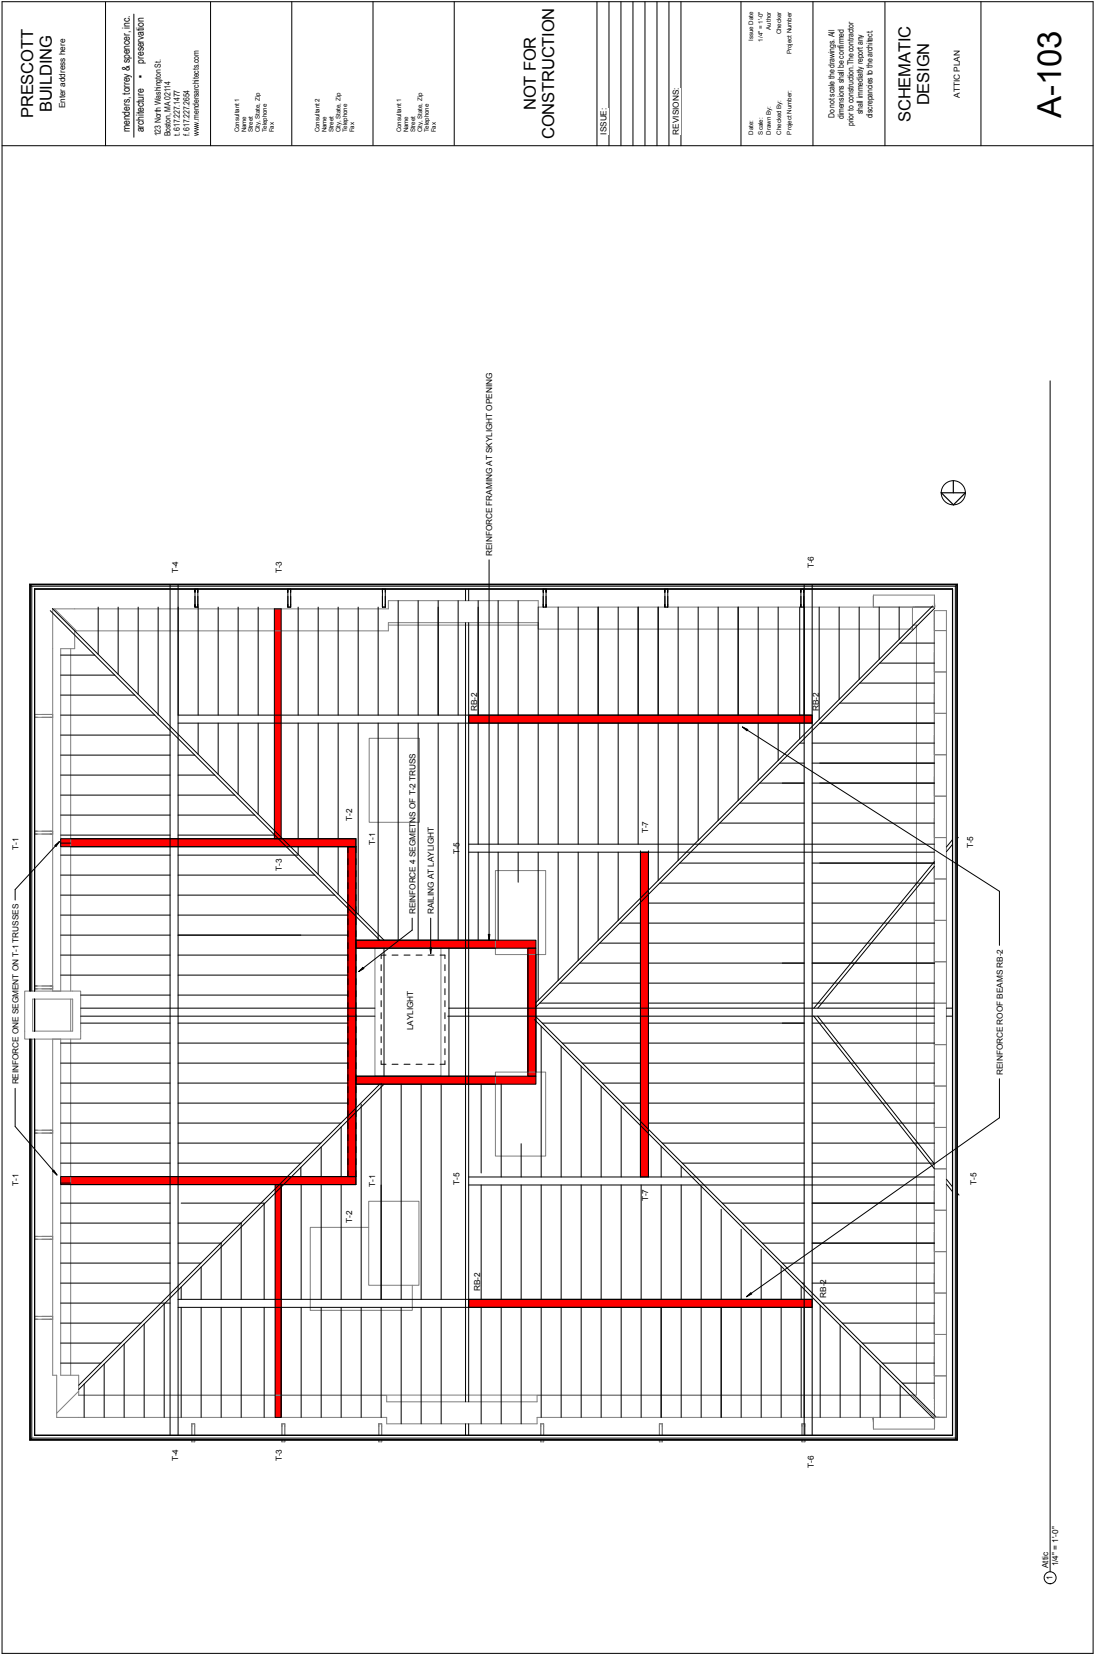 PRESCOTT
BUILDING
Enter address here
menders, torrey & spencer, inc.
architecture • preservation
123 North Washington St.
Boston, MA 02114
t. 617.227.1477
f. 617.227.2654
www.mendersarchitects.com
Consultant 1
Name
Street
City, State, Zip
Telephone
Fax
Consultant 2
Name
Street
City, State, Zip
Telephone
Fax
Consultant 1
Name
Street
City, State, Zip
Telephone
Fax
NOT FOR
CONSTRUCTION
ISSUE:
REVISIONS:
Date: Issue Date
Scale: 1/4" = 1'-0"
Drawn By: Author
Checked By: Checker
Project Number: Project Number
Do not scale the drawings. All
dimensions shall be confirmed
prior to construction. The contractor
shall immediately report any
discrepancies to the architect.
SCHEMATIC
DESIGN
ATTIC PLAN
A-103
REINFORCE FRAMING AT SKYLIGHT OPENING
T-4
T-3
T-6
RB-2
RB-2
REINFORCE 4 SEGMETNS OF T-2 TRUSS
RAILING AT LAYLIGHT
T-1
T-2
T-1
T-5
T-7
T-5
T-3
REINFORCE ONE SEGMENT ON T-1 TRUSSES
LAYLIGHT
REINFORCE ROOF BEAMS RB-2
T-1
T-1
T-2
T-5
T-7
T-5
RB-2
RB-2
T-4
T-3
T-6
1 Attic
1/4" = 1'-0"